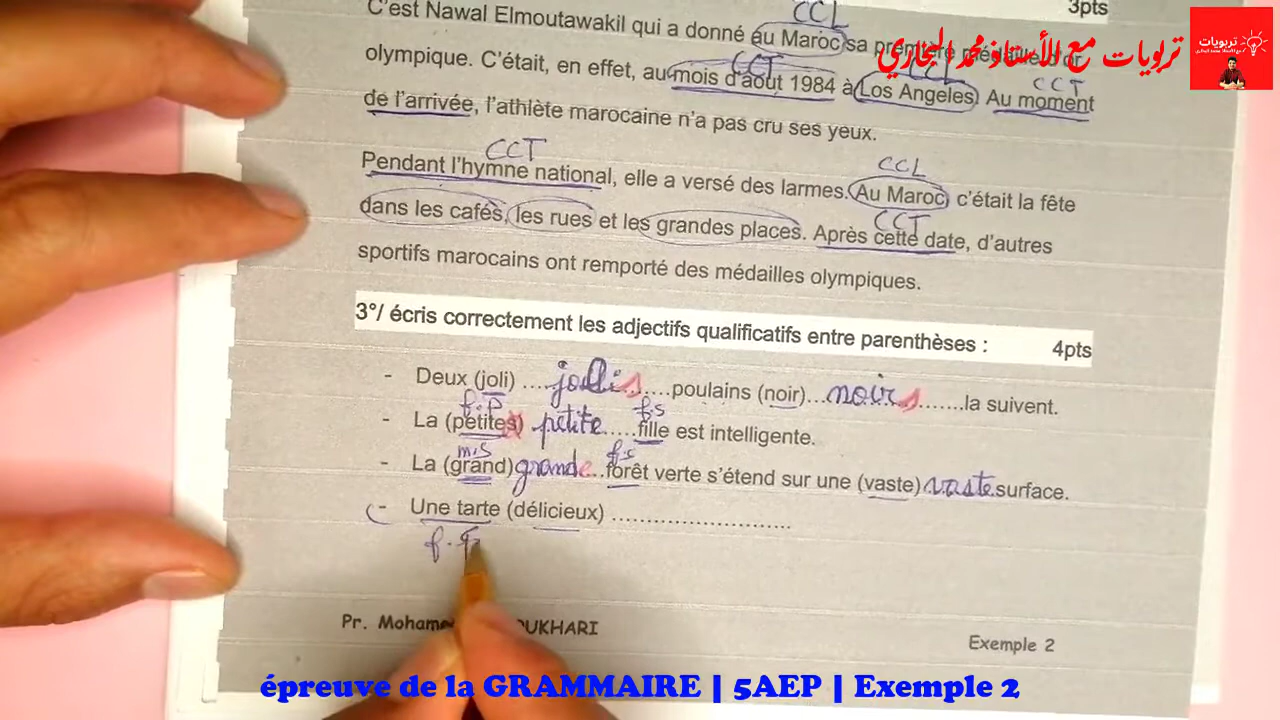 3pts
CCL
C'est Nawal Elmoutawakil qui a donné au Maroc sa première médaille d'or
CCT CCL CCT
olympique. C'était, en effet, au mois d'août 1984 à Los Angeles. Au moment
de l'arrivée, l'athlète marocaine n'a pas cru ses yeux.
CCT CCL
Pendant l'hymne national, elle a versé des larmes. Au Maroc, c'était la fête
CCT
dans les cafés, les rues et les grandes places. Après cette date, d'autres
sportifs marocains ont remporté des médailles olympiques.
3°/ écris correctement les adjectifs qualificatifs entre parenthèses : 4pts
- Deux (joli) ....jolis.....poulains (noir)...noirs.......la suivent.
f.p f.s
- La (petites) petite.....fille est intelligente.
m.s f.s
- La (grand) grande...forêt verte s'étend sur une (vaste) vaste surface.
- Une tarte (délicieux) ............................
f.
Pr. Mohame UKHARI
Exemple 2
تربويات مع الأستاذ محمد البخاري
تربويات
épreuve de la GRAMMAIRE | 5AEP | Exemple 2